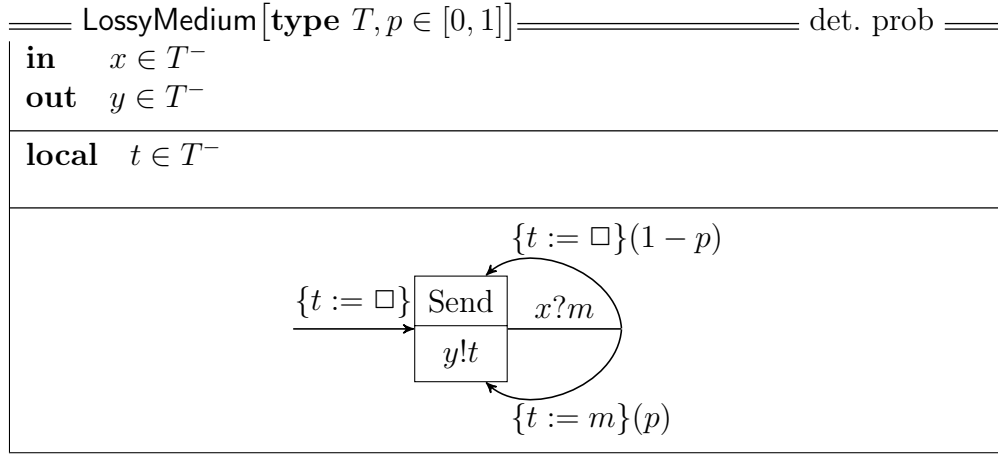 LossyMedium[type T, p ∈ [0, 1]] det. prob
in x ∈ T⁻
out y ∈ T⁻
local t ∈ T⁻
{t := □}(1 − p)
{t := □} Send x?m
y!t
{t := m}(p)